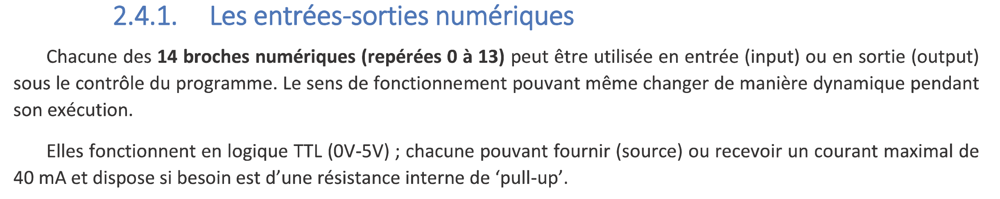 2.4.1. Les entrées-sorties numériques
Chacune des 14 broches numériques (repérées 0 à 13) peut être utilisée en entrée (input) ou en sortie (output)
sous le contrôle du programme. Le sens de fonctionnement pouvant même changer de manière dynamique pendant
son exécution.
Elles fonctionnent en logique TTL (0V-5V) ; chacune pouvant fournir (source) ou recevoir un courant maximal de
40 mA et dispose si besoin est d’une résistance interne de ‘pull-up’.